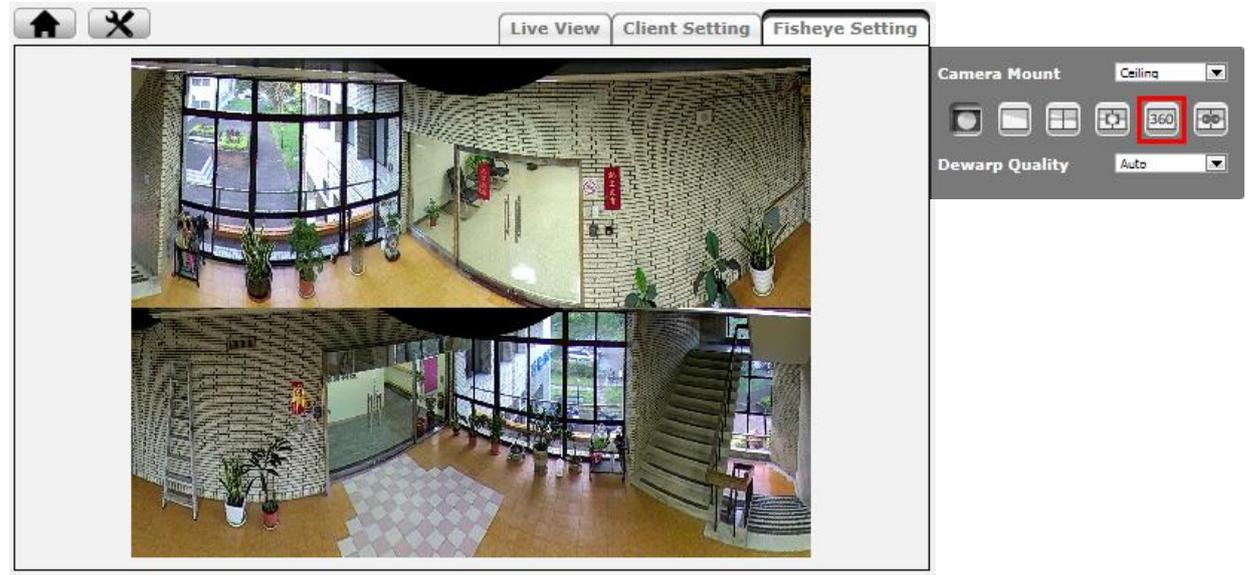 Live View
Client Setting
Fisheye Setting
Camera Mount
Ceiling
360
Dewarp Quality
Auto